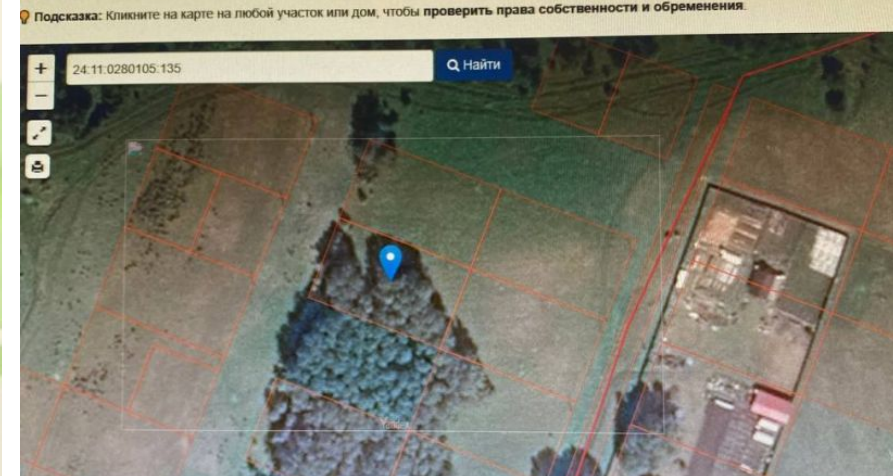 Подсказка: Кликните на карте на любой участок или дом, чтобы проверить права собственности и обременения.
+
24:11:0280105:135
Найти
−